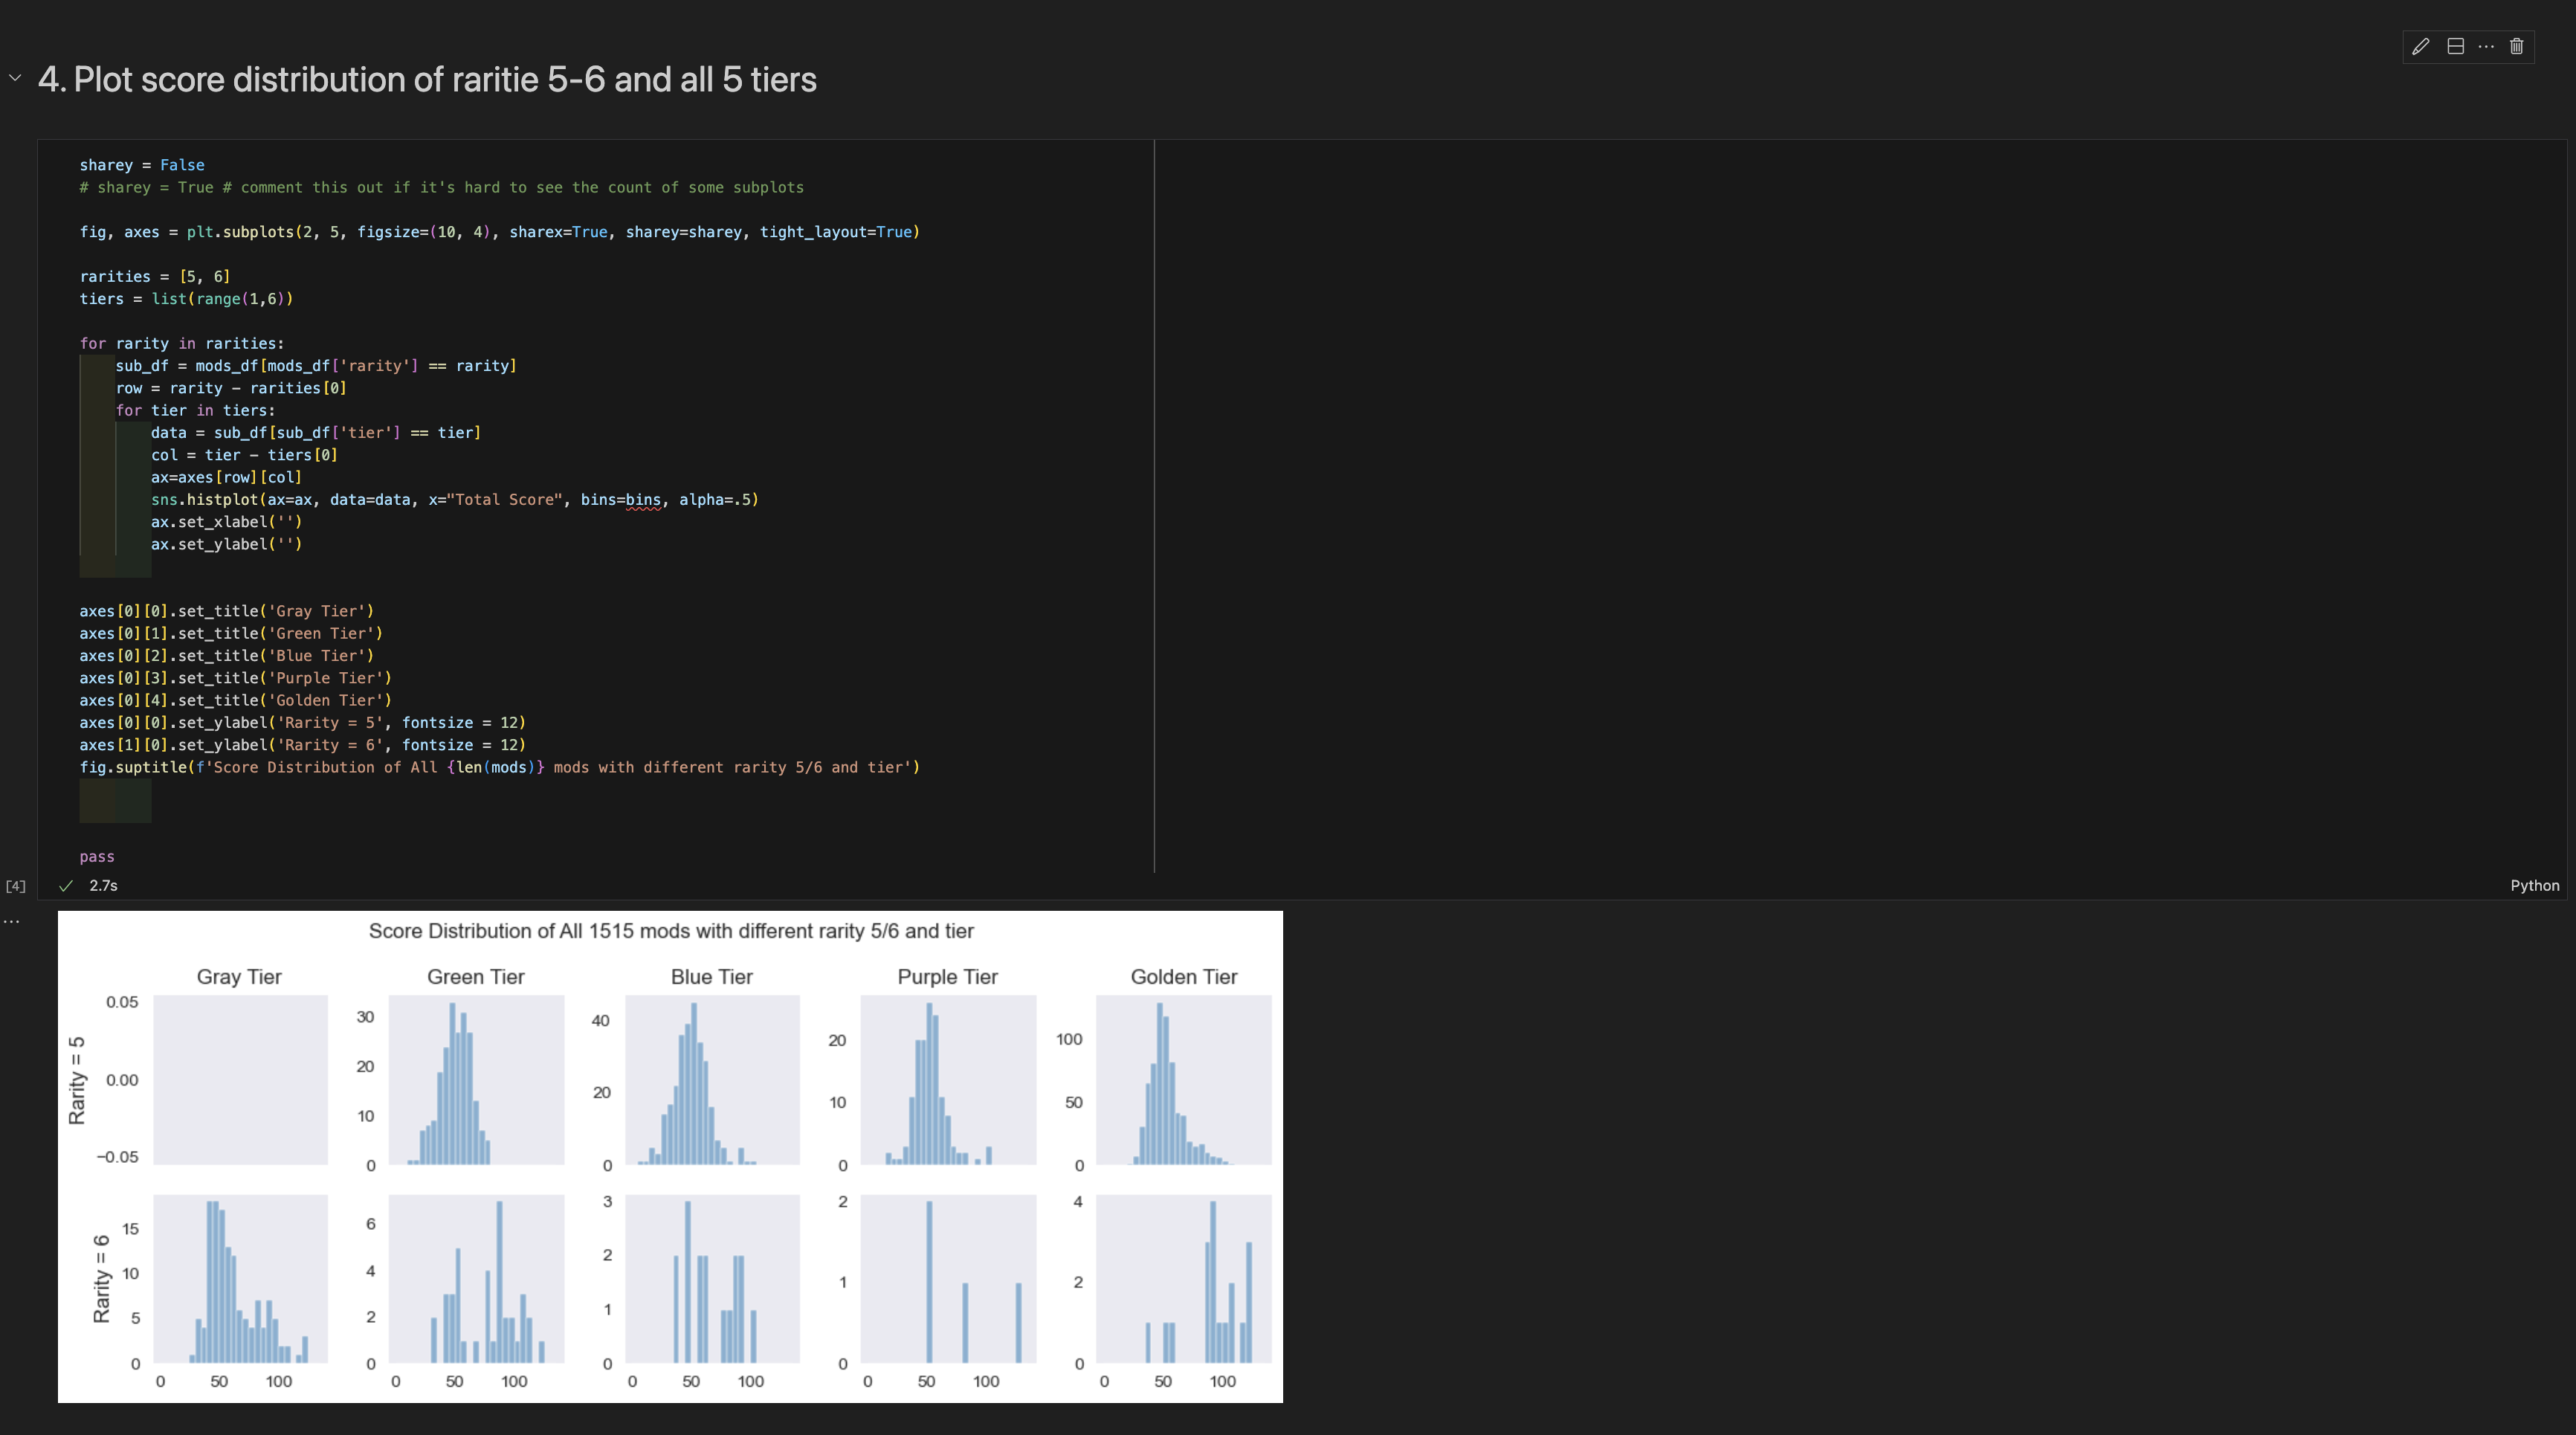 4. Plot score distribution of raritie 5-6 and all 5 tiers
sharey = False
# sharey = True # comment this out if it's hard to see the count of some subplots
fig, axes = plt.subplots(2, 5, figsize=(10, 4), sharex=True, sharey=sharey, tight_layout=True)
rarities = [5, 6]
tiers = list(range(1,6))
for rarity in rarities:
    sub_df = mods_df[mods_df['rarity'] == rarity]
    row = rarity - rarities[0]
    for tier in tiers:
        data = sub_df[sub_df['tier'] == tier]
        col = tier - tiers[0]
        ax=axes[row][col]
        sns.histplot(ax=ax, data=data, x="Total Score", bins=bins, alpha=.5)
        ax.set_xlabel('')
        ax.set_ylabel('')
axes[0][0].set_title('Gray Tier')
axes[0][1].set_title('Green Tier')
axes[0][2].set_title('Blue Tier')
axes[0][3].set_title('Purple Tier')
axes[0][4].set_title('Golden Tier')
axes[0][0].set_ylabel('Rarity = 5', fontsize = 12)
axes[1][0].set_ylabel('Rarity = 6', fontsize = 12)
fig.suptitle(f'Score Distribution of All {len(mods)} mods with different rarity 5/6 and tier')
pass
[4] 2.7s Python
Score Distribution of All 1515 mods with different rarity 5/6 and tier
Gray Tier Green Tier Blue Tier Purple Tier Golden Tier
Rarity = 5
0.05
0.00
−0.05
30
20
10
0
40
20
0
20
10
0
100
50
0
Rarity = 6
15
10
5
0
6
4
2
0
3
2
1
0
2
1
0
4
2
0
0 50 100 0 50 100 0 50 100 0 50 100 0 50 100